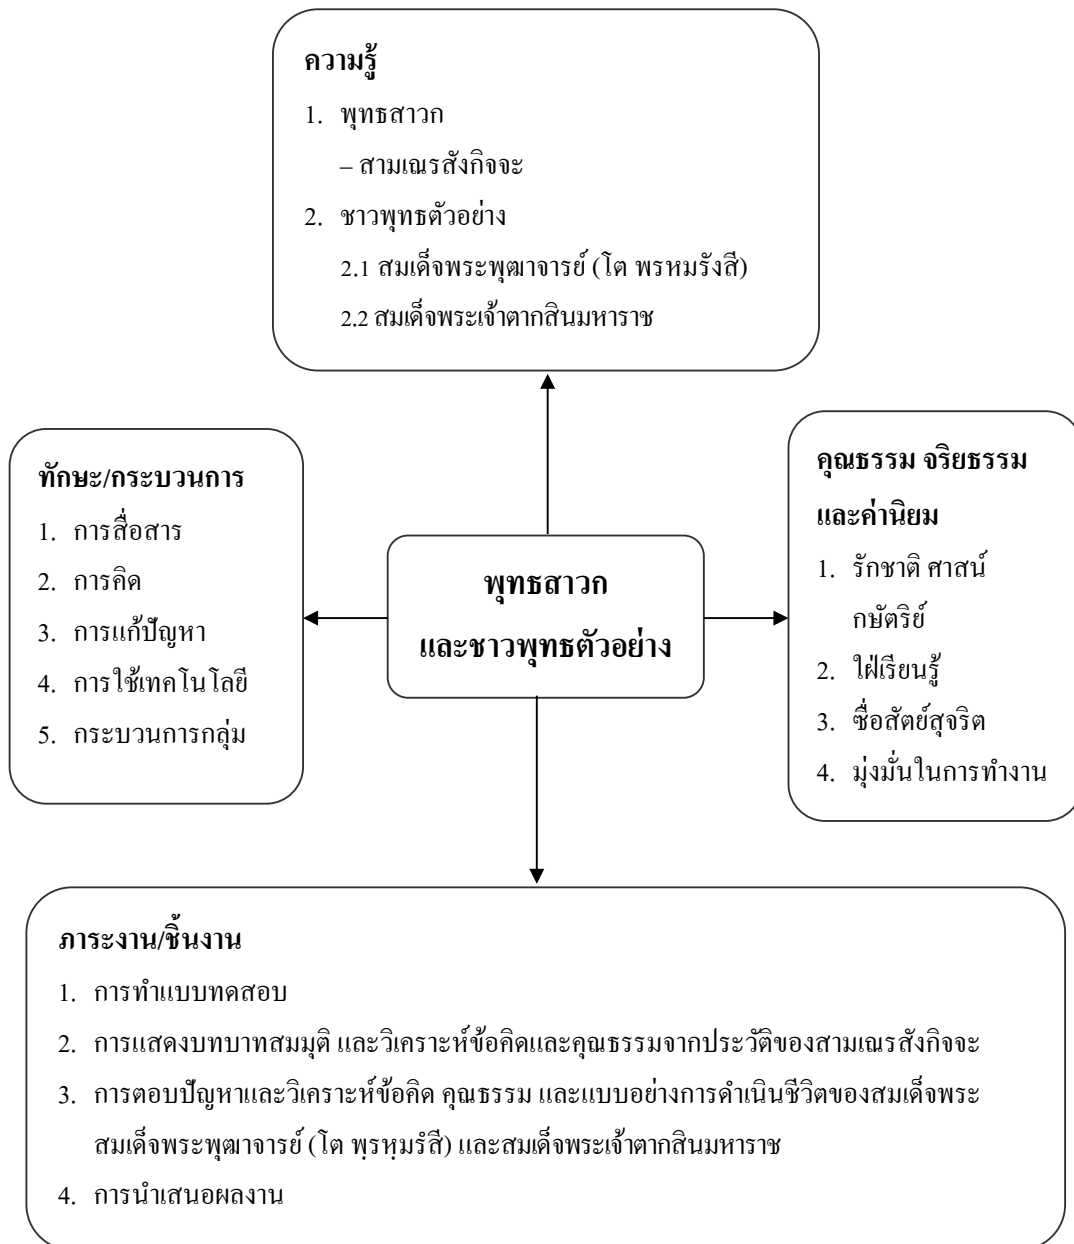 ความรู้
1. พุทธสาวก
– สามเณรสังกิจจะ
2. ชาวพุทธตัวอย่าง
2.1 สมเด็จพระพุฒาจารย์ (โต พรหมรังสี)
2.2 สมเด็จพระเจ้าตากสินมหาราช
ทักษะ/กระบวนการ
1. การสื่อสาร
2. การคิด
3. การแก้ปัญหา
4. การใช้เทคโนโลยี
5. กระบวนการกลุ่ม
พุทธสาวก
และชาวพุทธตัวอย่าง
คุณธรรม จริยธรรม
และค่านิยม
1. รักชาติ ศาสน์
กษัตริย์
2. ใฝ่เรียนรู้
3. ซื่อสัตย์สุจริต
4. มุ่งมั่นในการทำงาน
ภาระงาน/ชิ้นงาน
1. การทำแบบทดสอบ
2. การแสดงบทบาทสมมุติ และวิเคราะห์ข้อคิดและคุณธรรมจากประวัติของสามเณรสังกิจจะ
3. การตอบปัญหาและวิเคราะห์ข้อคิด คุณธรรม และแบบอย่างการดำเนินชีวิตของสมเด็จพระ
สมเด็จพระพุฒาจารย์ (โต พฺรหฺมรํสี) และสมเด็จพระเจ้าตากสินมหาราช
4. การนำเสนอผลงาน